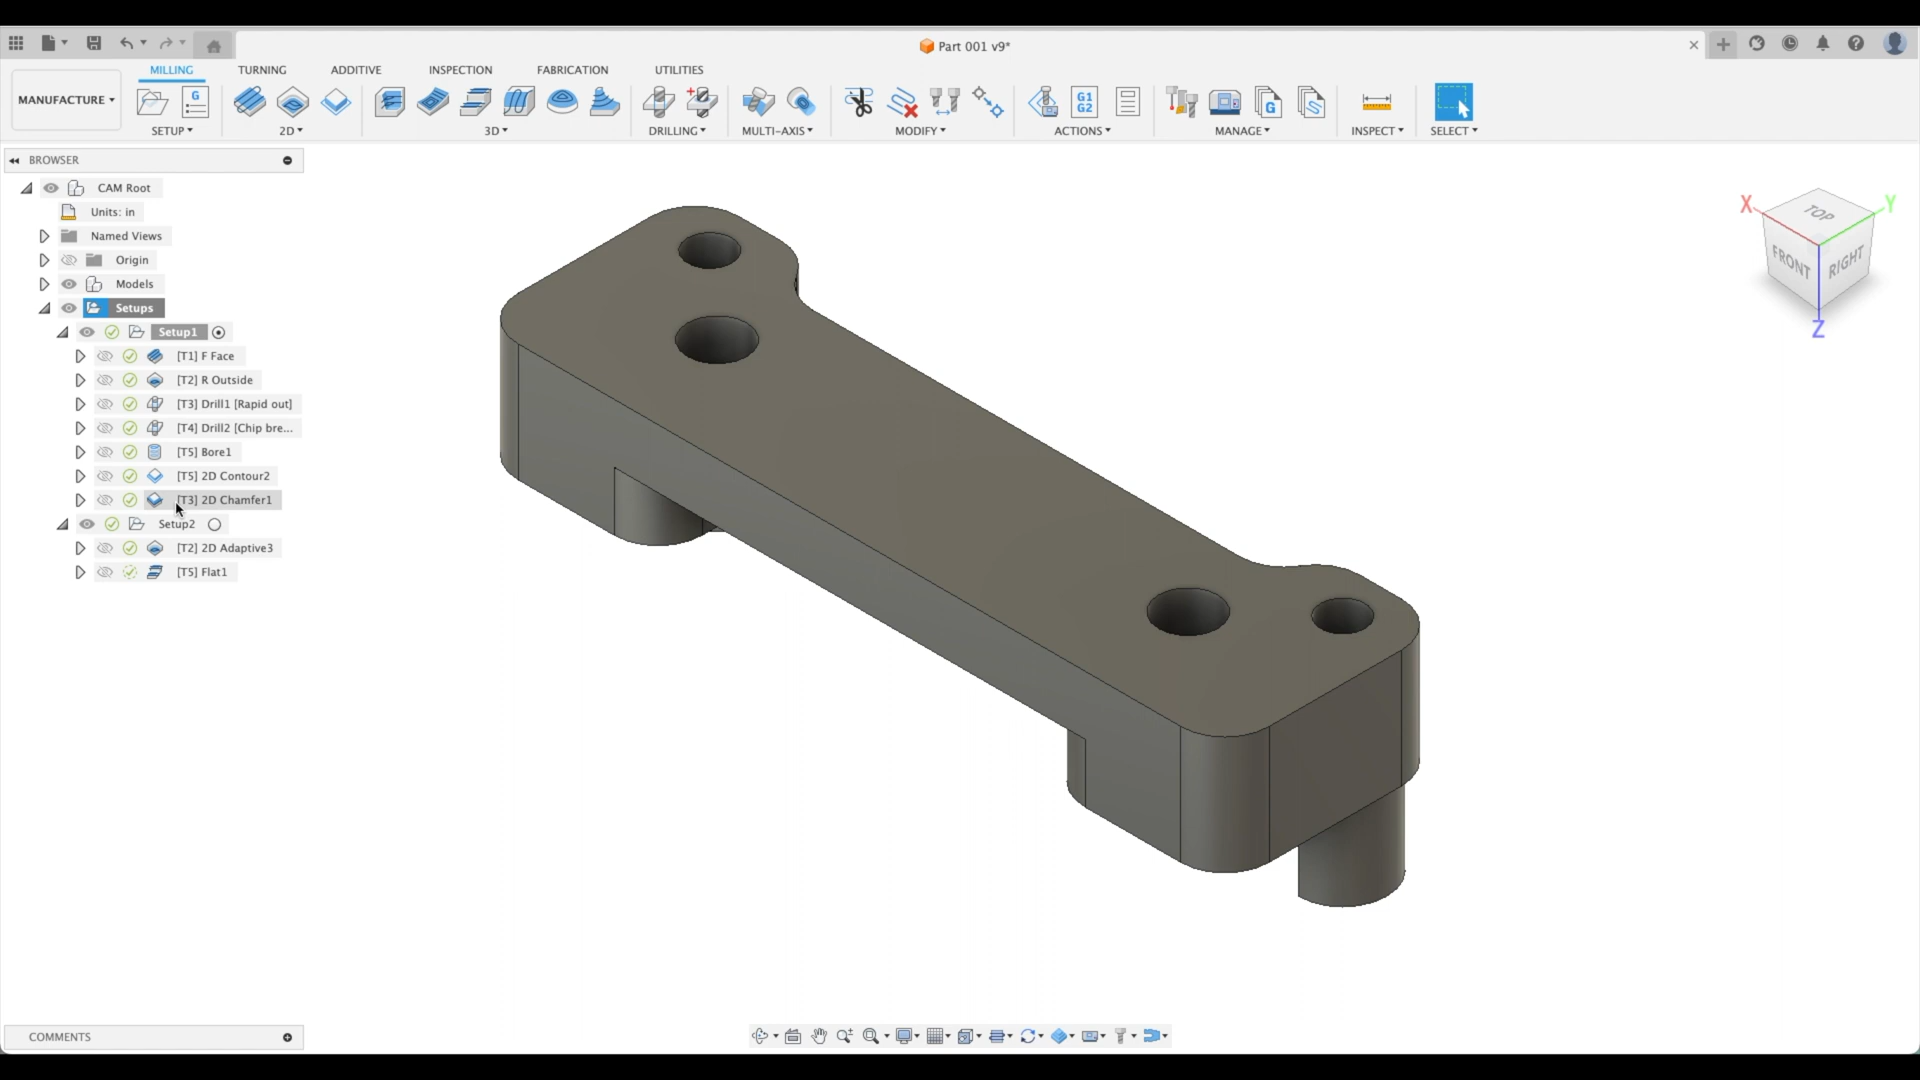 Part 001 v9*
MANUFACTURE
MILLING
TURNING
ADDITIVE
INSPECTION
FABRICATION
UTILITIES
G
G1
G2
G
SETUP
2D
3D
DRILLING
MULTI-AXIS
MODIFY
ACTIONS
MANAGE
INSPECT
SELECT
BROWSER
CAM Root
Units: in
Named Views
Origin
Models
Setups
Setup1
[T1] F Face
[T2] R Outside
[T3] Drill1 [Rapid out]
[T4] Drill2 [Chip bre...
[T5] Bore1
[T5] 2D Contour2
[T3] 2D Chamfer1
Setup2
[T2] 2D Adaptive3
[T5] Flat1
X
Y
TOP
FRONT
RIGHT
Z
COMMENTS